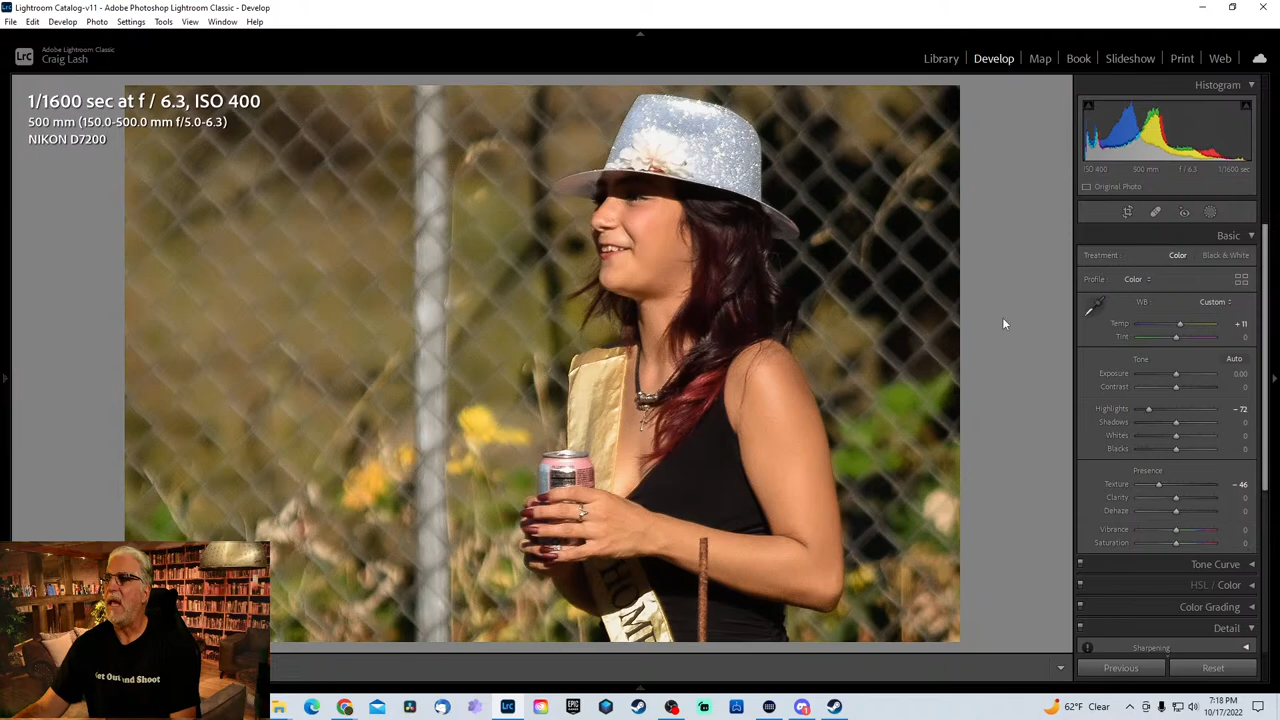 Lightroom Catalog-v11 - Adobe Photoshop Lightroom Classic - Develop
File Edit Develop Photo Settings Tools View Window Help
Lrc
Adobe Lightroom Classic
Craig Lash
Library Develop Map Book Slideshow Print Web
1/1600 sec at f / 6.3, ISO 400
500 mm (150.0-500.0 mm f/5.0-6.3)
NIKON D7200
Histogram
ISO 400 500 mm f / 6.3 1/1600 sec
Original Photo
Basic
Treatment : Color Black & White
Profile : Color
WB : Custom
Temp + 11
Tint 0
Tone Auto
Exposure 0.00
Contrast 0
Highlights - 72
Shadows 0
Whites 0
Blacks 0
Presence
Texture - 46
Clarity 0
Dehaze 0
Vibrance 0
Saturation 0
Tone Curve
HSL / Color
Color Grading
Detail
Sharpening
Previous Reset
Get Out and Shoot
Lrc
EPIC
GAMES
62°F Clear
7:18 PM
10/17/2022